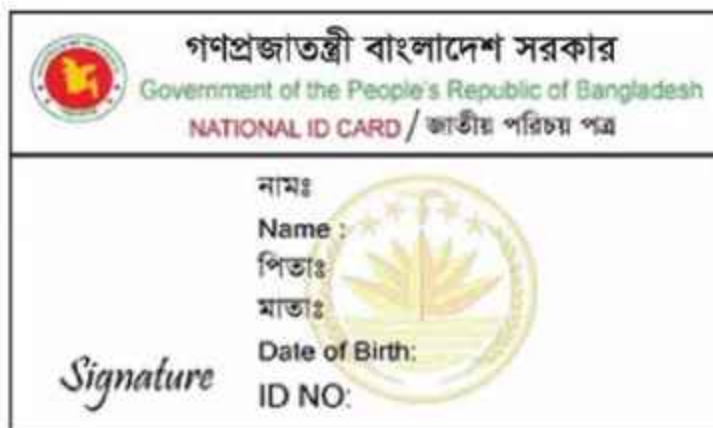 গণপ্রজাতন্ত্রী বাংলাদেশ সরকার
Government of the People's Republic of Bangladesh
NATIONAL ID CARD / জাতীয় পরিচয় পত্র
নামঃ
Name :
পিতাঃ
মাতাঃ
Date of Birth:
Signature
ID NO: